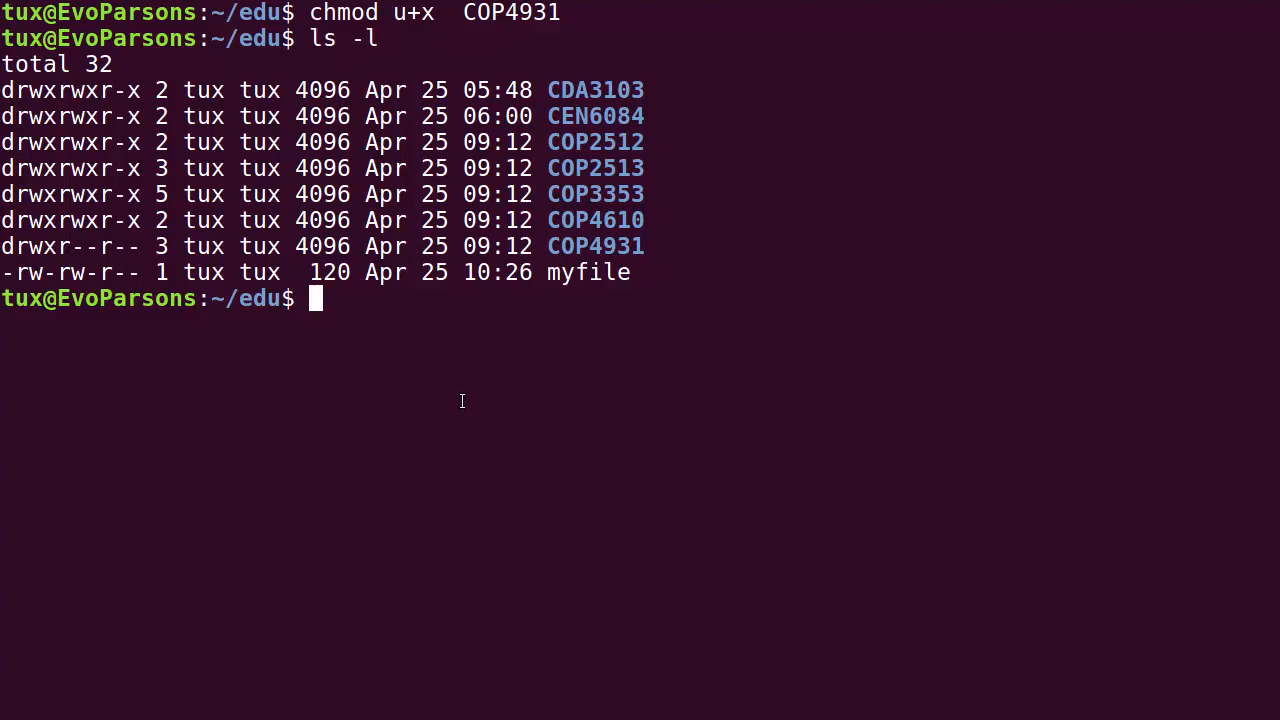 tux@EvoParsons:~/edu$ chmod u+x  COP4931
tux@EvoParsons:~/edu$ ls -l
total 32
drwxrwxr-x 2 tux tux 4096 Apr 25 05:48 CDA3103
drwxrwxr-x 2 tux tux 4096 Apr 25 06:00 CEN6084
drwxrwxr-x 2 tux tux 4096 Apr 25 09:12 COP2512
drwxrwxr-x 3 tux tux 4096 Apr 25 09:12 COP2513
drwxrwxr-x 5 tux tux 4096 Apr 25 09:12 COP3353
drwxrwxr-x 2 tux tux 4096 Apr 25 09:12 COP4610
drwxr--r-- 3 tux tux 4096 Apr 25 09:12 COP4931
-rw-rw-r-- 1 tux tux  120 Apr 25 10:26 myfile
tux@EvoParsons:~/edu$